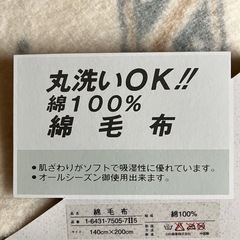 丸洗いOK!!
綿100%
綿毛布
●肌ざわりがソフトで吸湿性に優れています。
●オールシーズン御使用出来ます。
綿毛布
綿100%
140cm×200cm